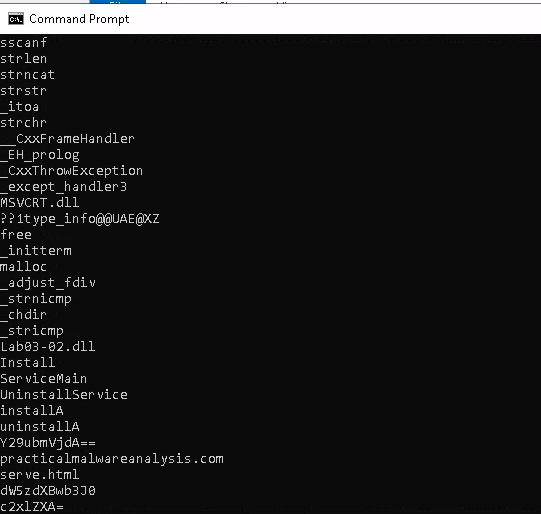 Command Prompt
sscanf
strlen
strncat
strstr
_itoa
strchr
__CxxFrameHandler
_EH_prolog
_CxxThrowException
_except_handler3
MSVCRT.dll
??1type_info@@UAE@XZ
free
_initterm
malloc
_adjust_fdiv
_strnicmp
_chdir
_stricmp
Lab03-02.dll
Install
ServiceMain
UninstallService
installA
uninstallA
Y29ubmVjdA==
practicalmalwareanalysis.com
serve.html
dW5zdXBwb3J0
c2xlZXA=